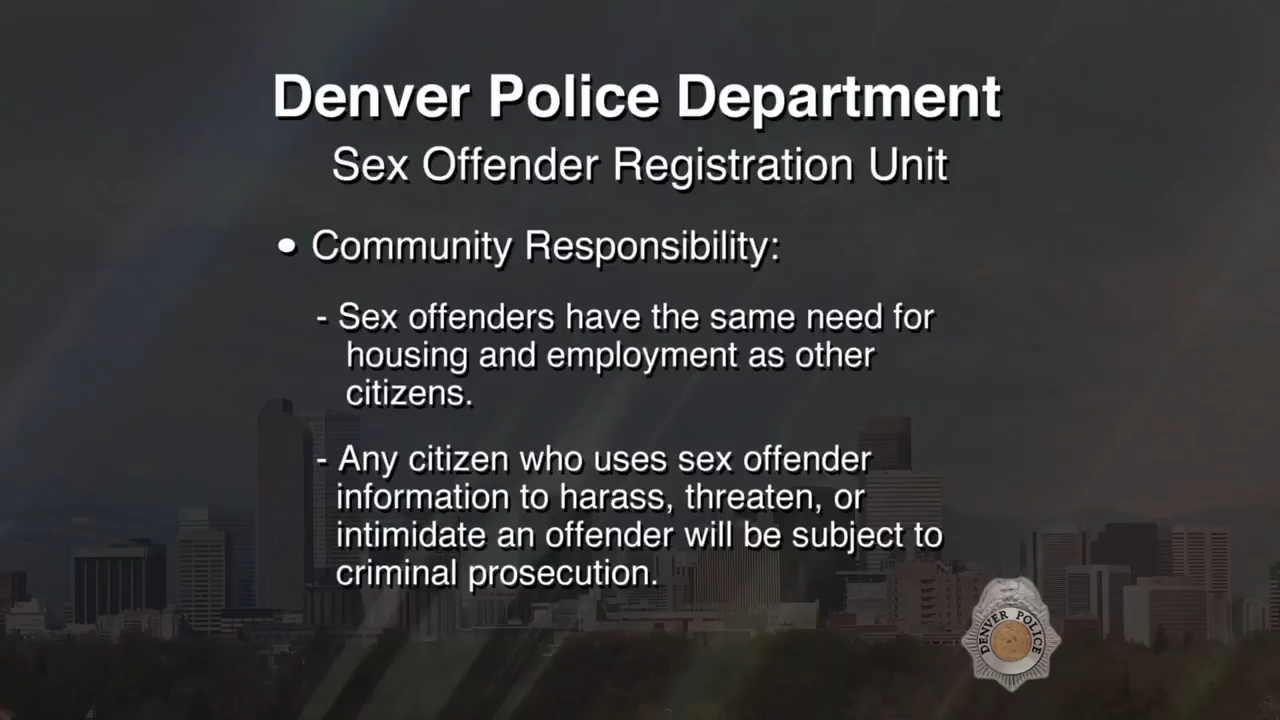 Denver Police Department
Sex Offender Registration Unit
• Community Responsibility:
- Sex offenders have the same need for
housing and employment as other
citizens.
- Any citizen who uses sex offender
information to harass, threaten, or
intimidate an offender will be subject to
criminal prosecution.
DENVER POLICE